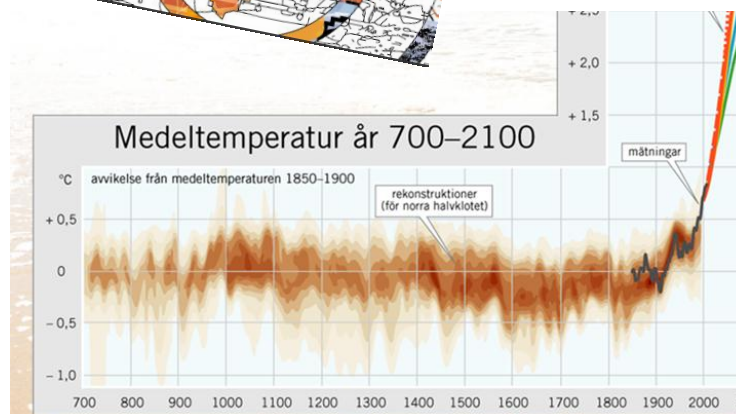 + 2,5
+ 2,0
+ 1,5
Medeltemperatur år 700–2100
mätningar
°C
avvikelse från medeltemperaturen 1850–1900
rekonstruktioner
(för norra halvklotet)
+ 0,5
0
– 0,5
– 1,0
700 800 900 1000 1100 1200 1300 1400 1500 1600 1700 1800 1900 2000